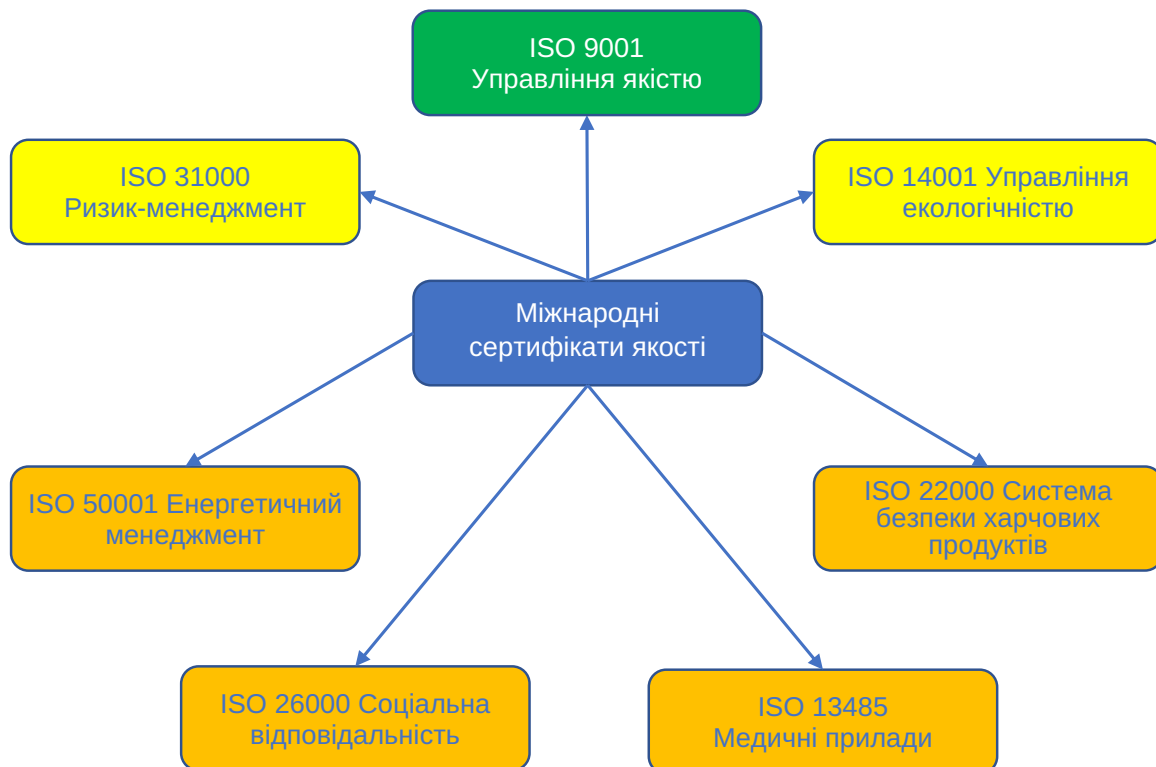 ISO 9001
Управління якістю
ISO 31000
Ризик-менеджмент
ISO 14001 Управління
екологічністю
Міжнародні
сертифікати якості
ISO 50001 Енергетичний
менеджмент
ISO 22000 Система
безпеки харчових
продуктів
ISO 26000 Соціальна
відповідальність
ISO 13485
Медичні прилади